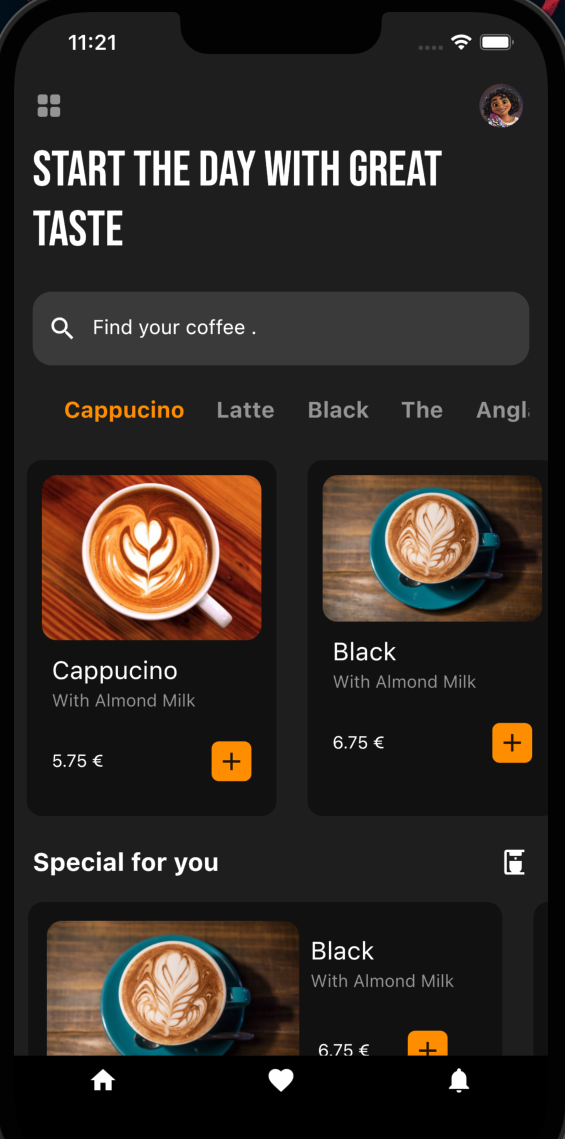 11:21
START THE DAY WITH GREAT
TASTE
Find your coffee .
Cappucino Latte Black The Angl
Cappucino
With Almond Milk
5.75 €
Black
With Almond Milk
6.75 €
Special for you
Black
With Almond Milk
6.75 €